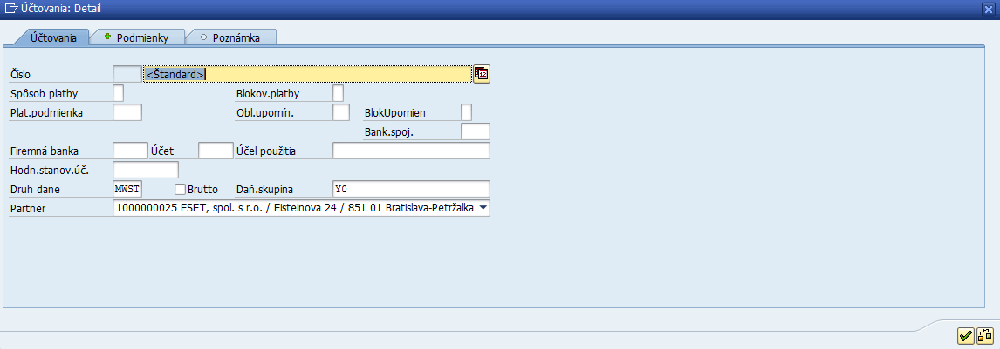 Účtovania: Detail
Účtovania Podmienky Poznámka
Číslo <Štandard>
Spôsob platby Blokov.platby
Plat.podmienka Obl.upomín. BlokUpomien
Bank.spoj.
Firemná banka Účet Účel použitia
Hodn.stanov.úč.
Druh dane MWST Brutto Daň.skupina Y0
Partner 1000000025 ESET, spol. s r.o. / Eisteinova 24 / 851 01 Bratislava-Petržalka